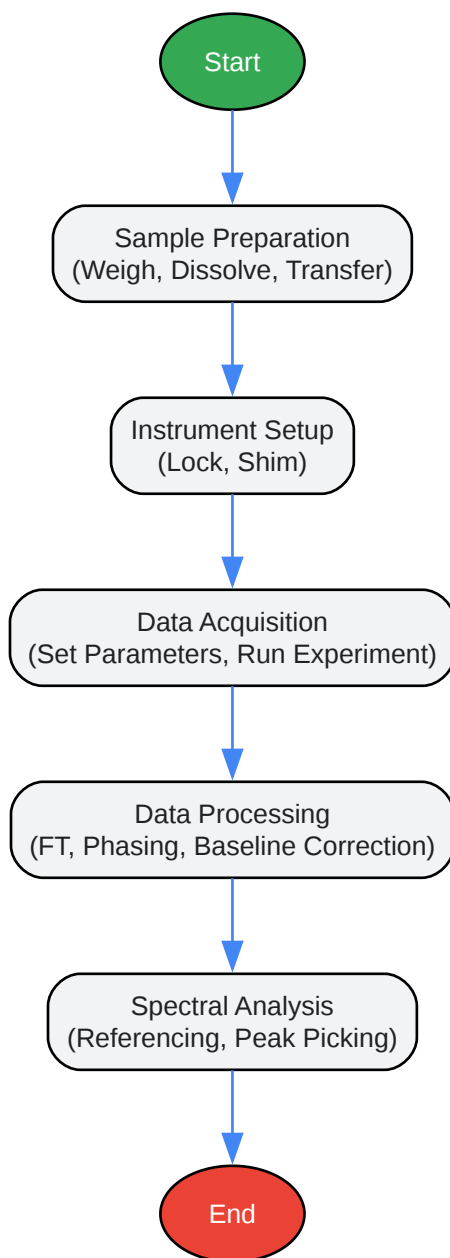 Start
Sample Preparation
(Weigh, Dissolve, Transfer)
Instrument Setup
(Lock, Shim)
Data Acquisition
(Set Parameters, Run Experiment)
Data Processing
(FT, Phasing, Baseline Correction)
Spectral Analysis
(Referencing, Peak Picking)
End